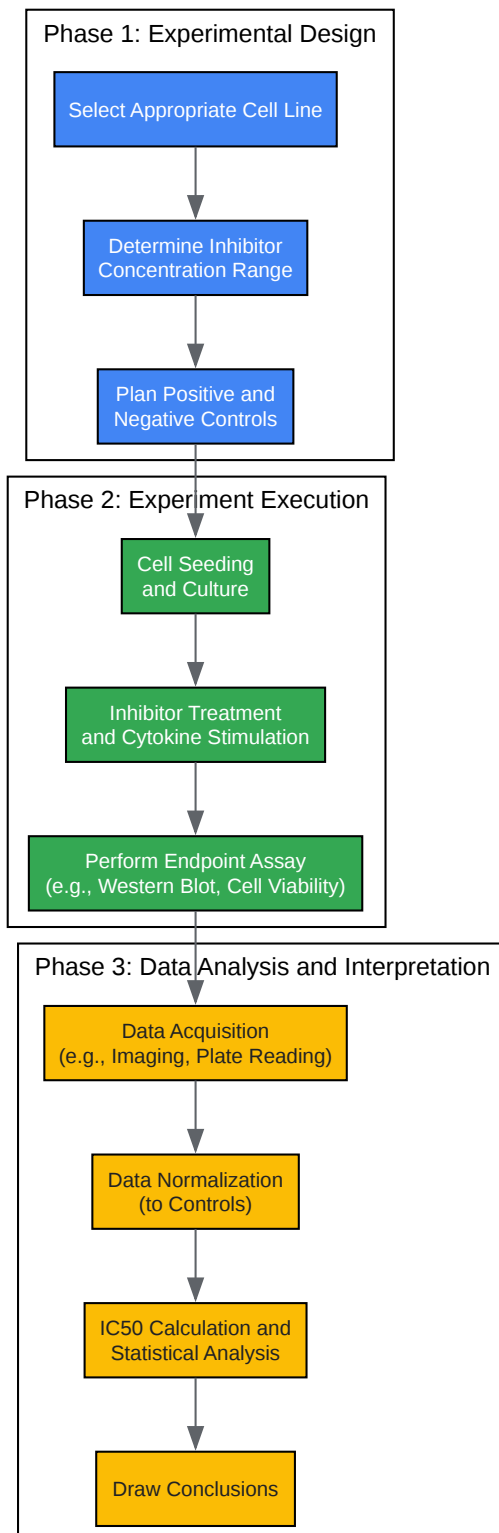 Phase 1: Experimental Design
Select Appropriate Cell Line
Determine Inhibitor
Concentration Range
Plan Positive and
Negative Controls
Phase 2: Experiment Execution
Cell Seeding
and Culture
Inhibitor Treatment
and Cytokine Stimulation
Perform Endpoint Assay
(e.g., Western Blot, Cell Viability)
Phase 3: Data Analysis and Interpretation
Data Acquisition
(e.g., Imaging, Plate Reading)
Data Normalization
(to Controls)
IC50 Calculation and
Statistical Analysis
Draw Conclusions